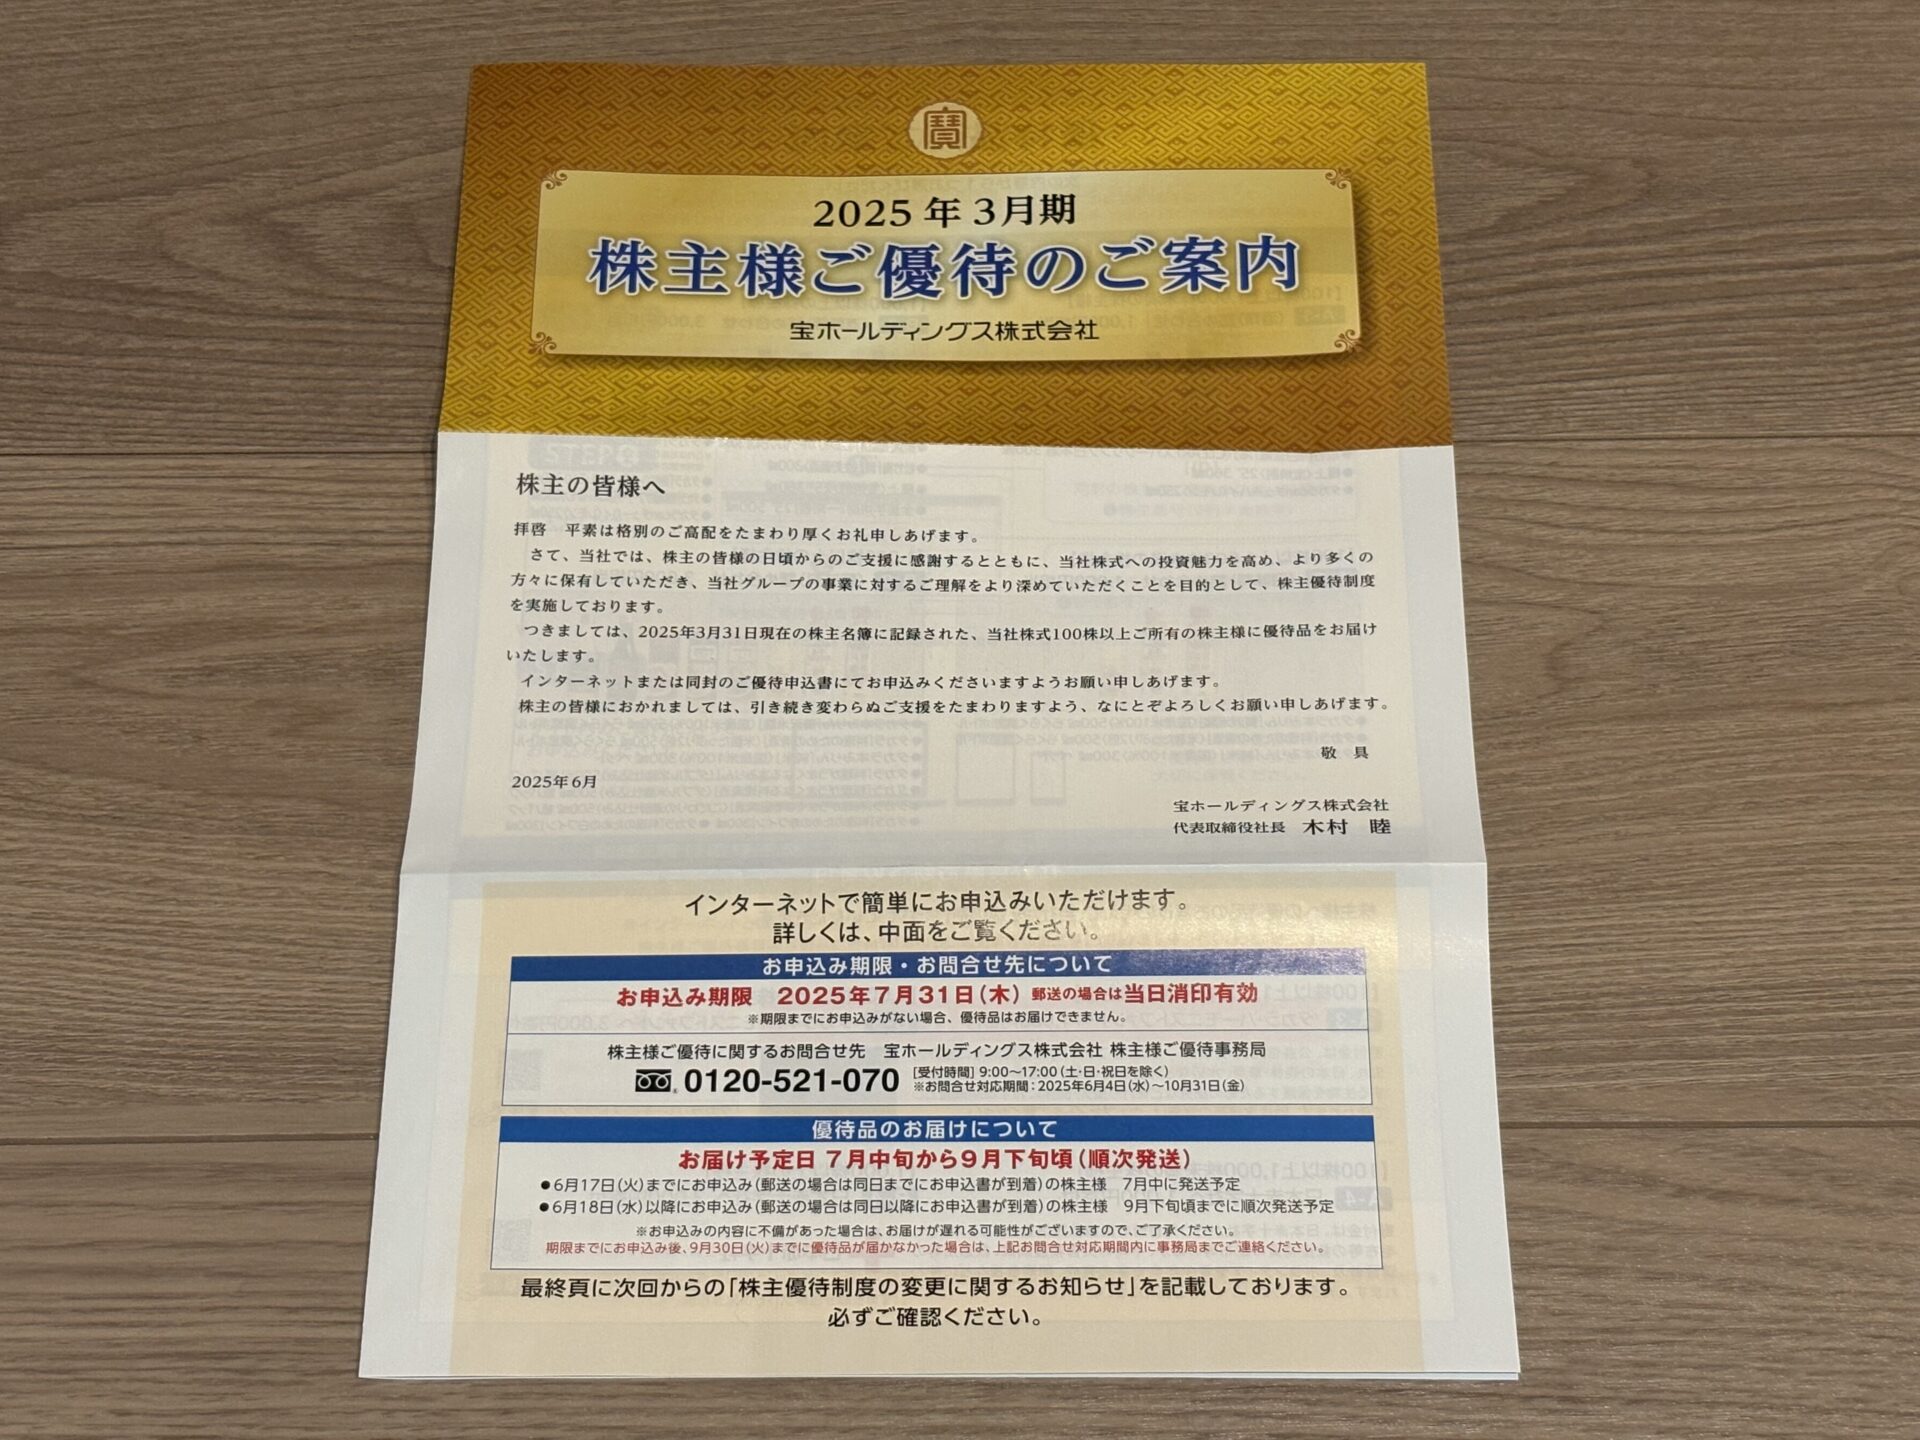 寶
2025年3月期
株主様ご優待のご案内
宝ホールディングス株式会社
株主の皆様へ
拝啓　平素は格別のご高配をたまわり厚くお礼申しあげます。
さて、当社では、株主の皆様の日頃からのご支援に感謝するとともに、当社株式への投資魅力を高め、より多くの
方々に保有していただき、当社グループの事業に対するご理解をより深めていただくことを目的として、株主優待制度
を実施しております。
つきましては、2025年3月31日現在の株主名簿に記録された、当社株式100株以上ご所有の株主様に優待品をお届け
いたします。
インターネットまたは同封のご優待申込書にてお申込みくださいますようお願い申しあげます。
株主の皆様におかれましては、引き続き変わらぬご支援をたまわりますよう、なにとぞよろしくお願い申しあげます。
敬　具
2025年6月
宝ホールディングス株式会社
代表取締役社長　木村　睦
インターネットで簡単にお申込みいただけます。
詳しくは、中面をご覧ください。
お申込み期限・お問合せ先について
お申込み期限　2025年7月31日(木) 郵送の場合は当日消印有効
※期限までにお申込みがない場合、優待品はお届けできません。
株主様ご優待に関するお問合せ先　宝ホールディングス株式会社 株主様ご優待事務局
0120-521-070 [受付時間] 9:00～17:00 (土・日・祝日を除く)
※お問合せ対応期間：2025年6月4日(水)～10月31日(金)
優待品のお届けについて
お届け予定日 7月中旬から9月下旬頃(順次発送)
●6月17日(火)までにお申込み(郵送の場合は同日までにお申込書が到着)の株主様　7月中に発送予定
●6月18日(水)以降にお申込み(郵送の場合は同日以降にお申込書が到着)の株主様　9月下旬頃までに順次発送予定
※お申込みの内容に不備があった場合は、お届けが遅れる可能性がございますので、ご了承ください。
期限までにお申込み後、9月30日(火)までに優待品が届かなかった場合は、上記お問合せ対応期間内に事務局までご連絡ください。
最終頁に次回からの「株主優待制度の変更に関するお知らせ」を記載しております。
必ずご確認ください。